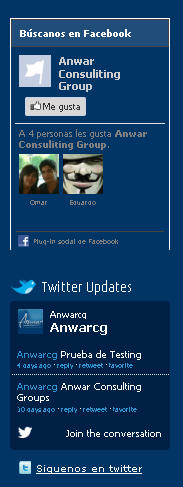 Búscanos en Facebook
Anwar
Consulting
Group
Me gusta
A 4 personas les gusta Anwar
Consulting Group.
Omar Eduardo
Plug-in social de Facebook
Twitter Updates
Anwarcg
Anwarcg
Anwarcg Prueba de Testing
4 days ago · reply · retweet · favorite
Anwarcg Anwar Consulting
Groups
10 days ago · reply · retweet · favorite
Join the conversation
Siguenos en twitter